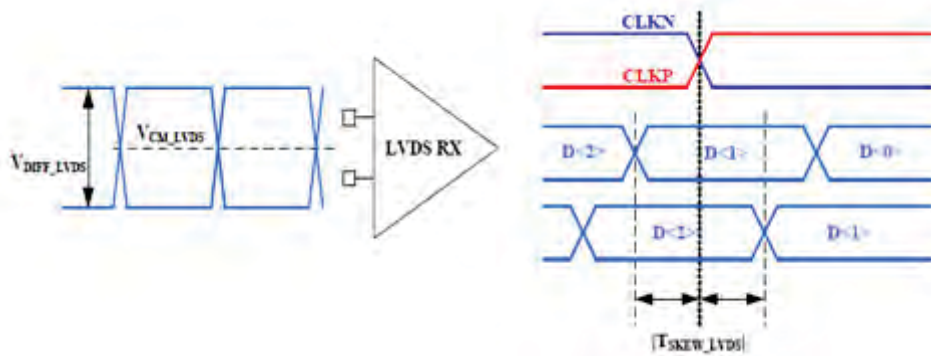 CLKN
CLKP
V_CM_LVDS
V_DIFF_LVDS
LVDS RX
D<2> D<1> D<0>
D<2> D<1>
|T_SKEW_LVDS|